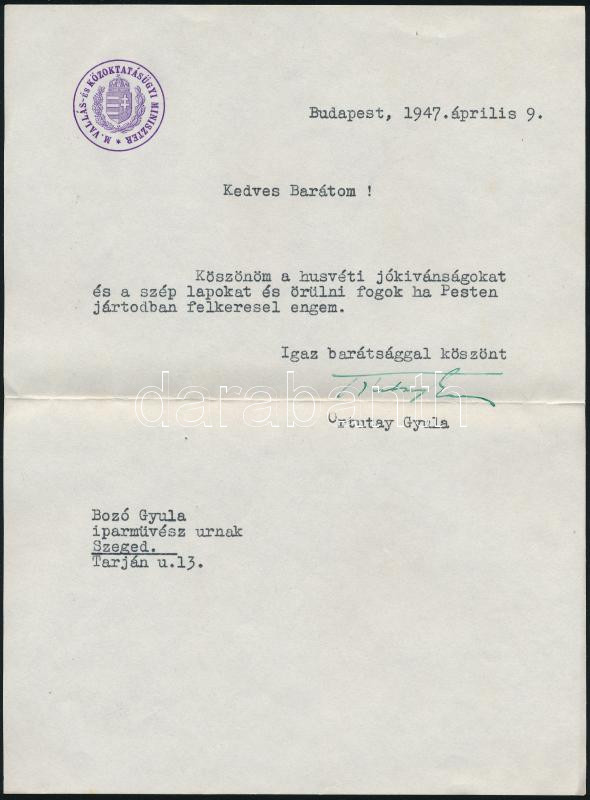 M. VALLÁS- ÉS KÖZOKTATÁSÜGYI MINISZTER *
Budapest, 1947.április 9.
Kedves Barátom !
Köszönöm a husvéti jókivánságokat
és a szép lapokat és örülni fogok ha Pesten
jártodban felkeresel engem.
Igaz barátsággal köszönt
darabanth
Ortutay Gyula
Bozó Gyula
iparmüvész urnak
Szeged.
Tarján u.13.